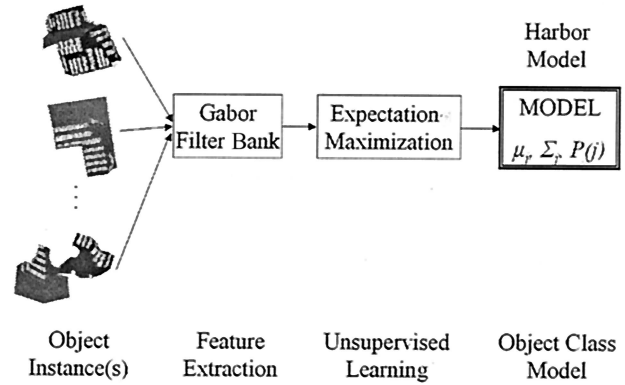 Harbor
Model
Gabor
Filter Bank
Expectation-
Maximization
MODEL
μj, Σj, P(j)
Object
Instance(s)
Feature
Extraction
Unsupervised
Learning
Object Class
Model